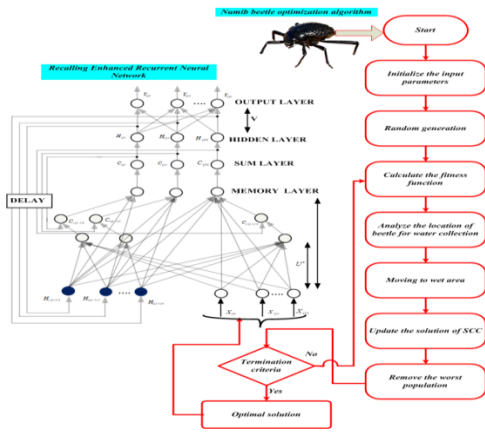 Namib beetle optimization algorithm
Start
Recalling Enhanced Recurrent Neural
Network
Initialize the input
parameters
OUTPUT LAYER
V
HIDDEN LAYER
Random generation
SUM LAYER
Calculate the fitness
function
MEMORY LAYER
DELAY
Analyze the location of
beetle for water collection
Moving to wet area
Update the solution of SCC
Termination
criteria
No
Remove the worst
population
Yes
Optimal solution